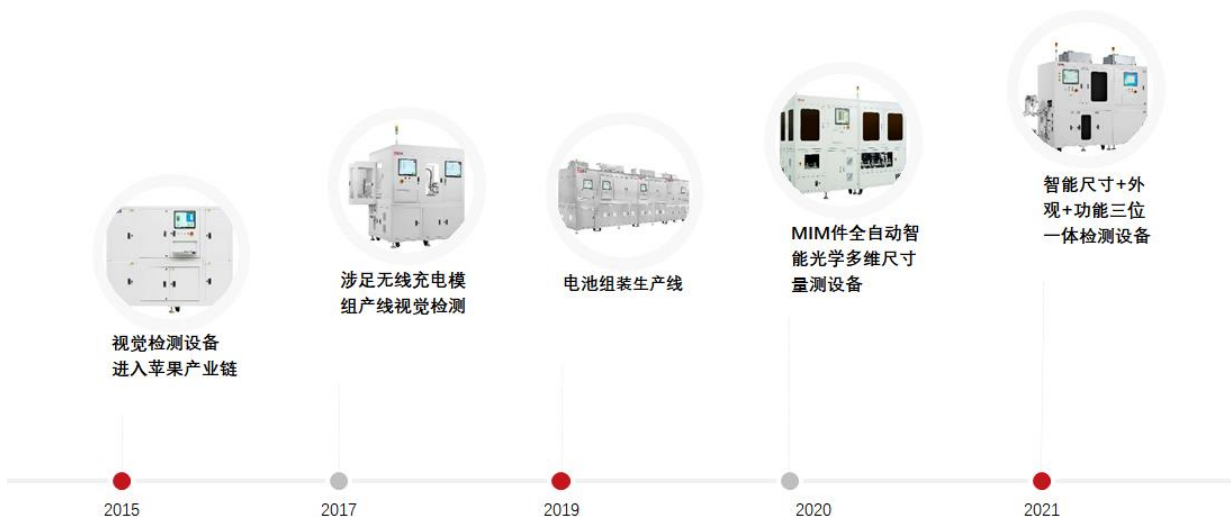 视觉检测设备
进入苹果产业链
涉足无线充电模
组产线视觉检测
电池组装生产线
MIM件全自动智
能光学多维尺寸
量测设备
智能尺寸+外
观+功能三位
一体检测设备
2015
2017
2019
2020
2021